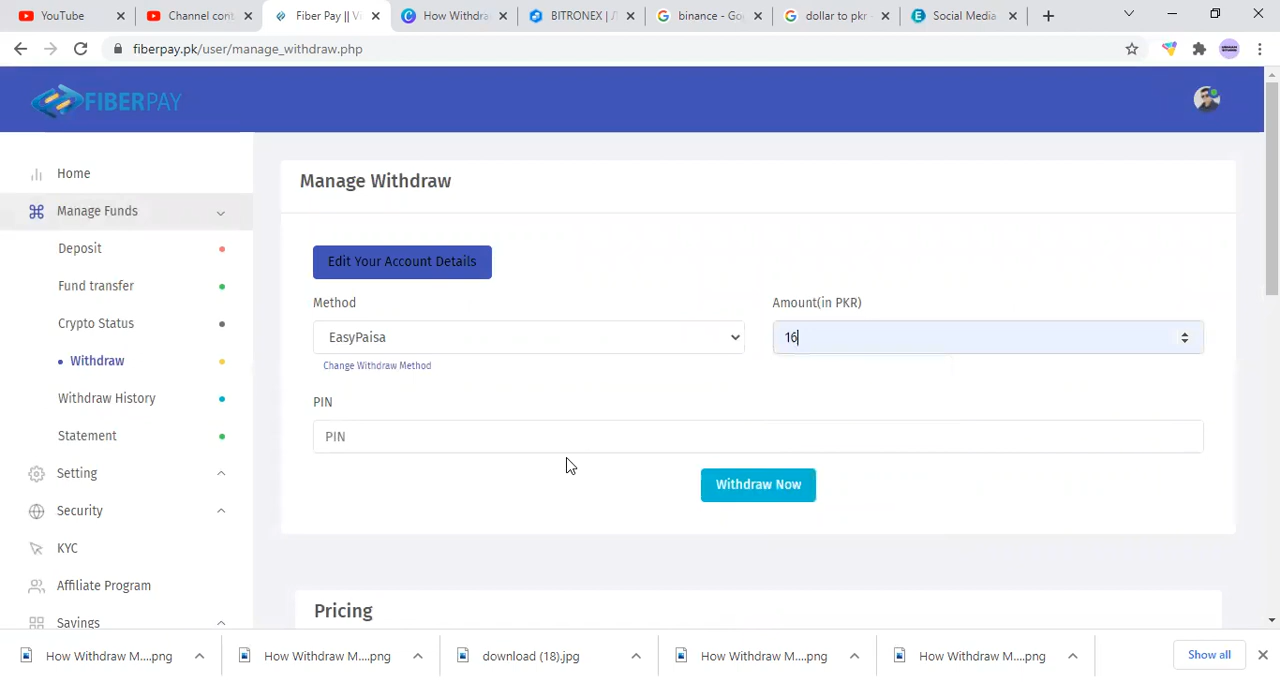 YouTube
Channel cont
Fiber Pay || Vi
How Withdra
BITRONEX | Л
binance - Goo
dollar to pkr -
Social Media
fiberpay.pk/user/manage_withdraw.php
FIBERPAY
Home
Manage Funds
Deposit
Fund transfer
Crypto Status
Withdraw
Withdraw History
Statement
Setting
Security
KYC
Affiliate Program
Savings
Manage Withdraw
Edit Your Account Details
Method
Amount(in PKR)
EasyPaisa
16
Change Withdraw Method
PIN
PIN
Withdraw Now
Pricing
How Withdraw M....png
How Withdraw M....png
download (18).jpg
How Withdraw M....png
How Withdraw M....png
Show all